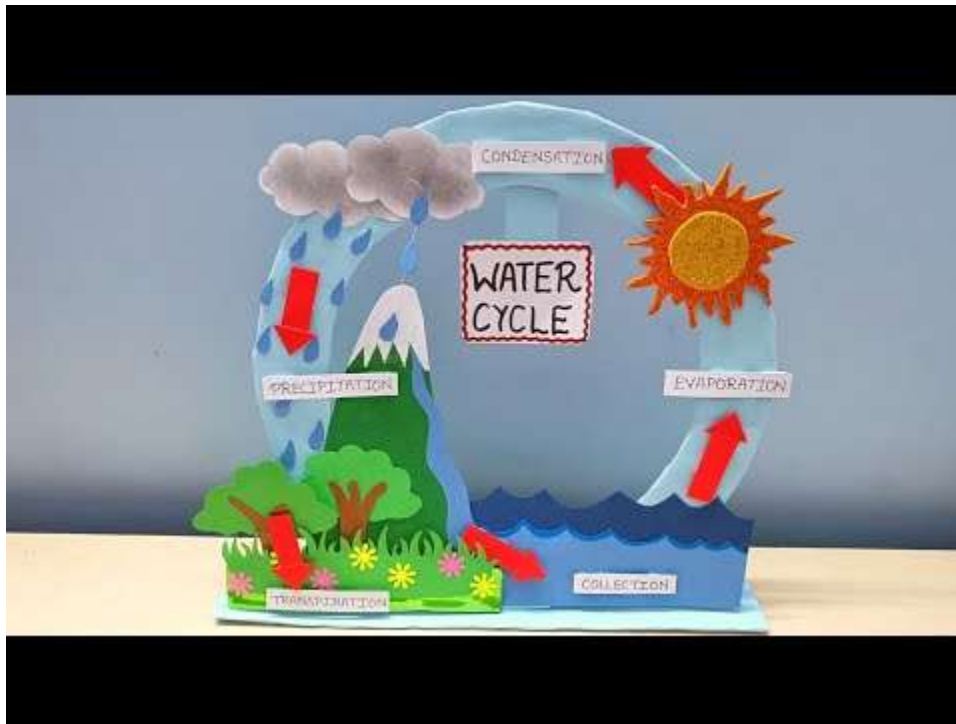 CONDENSATION
WATER
CYCLE
PRECIPITATION
EVAPORATION
COLLECTION
TRANSPIRATION